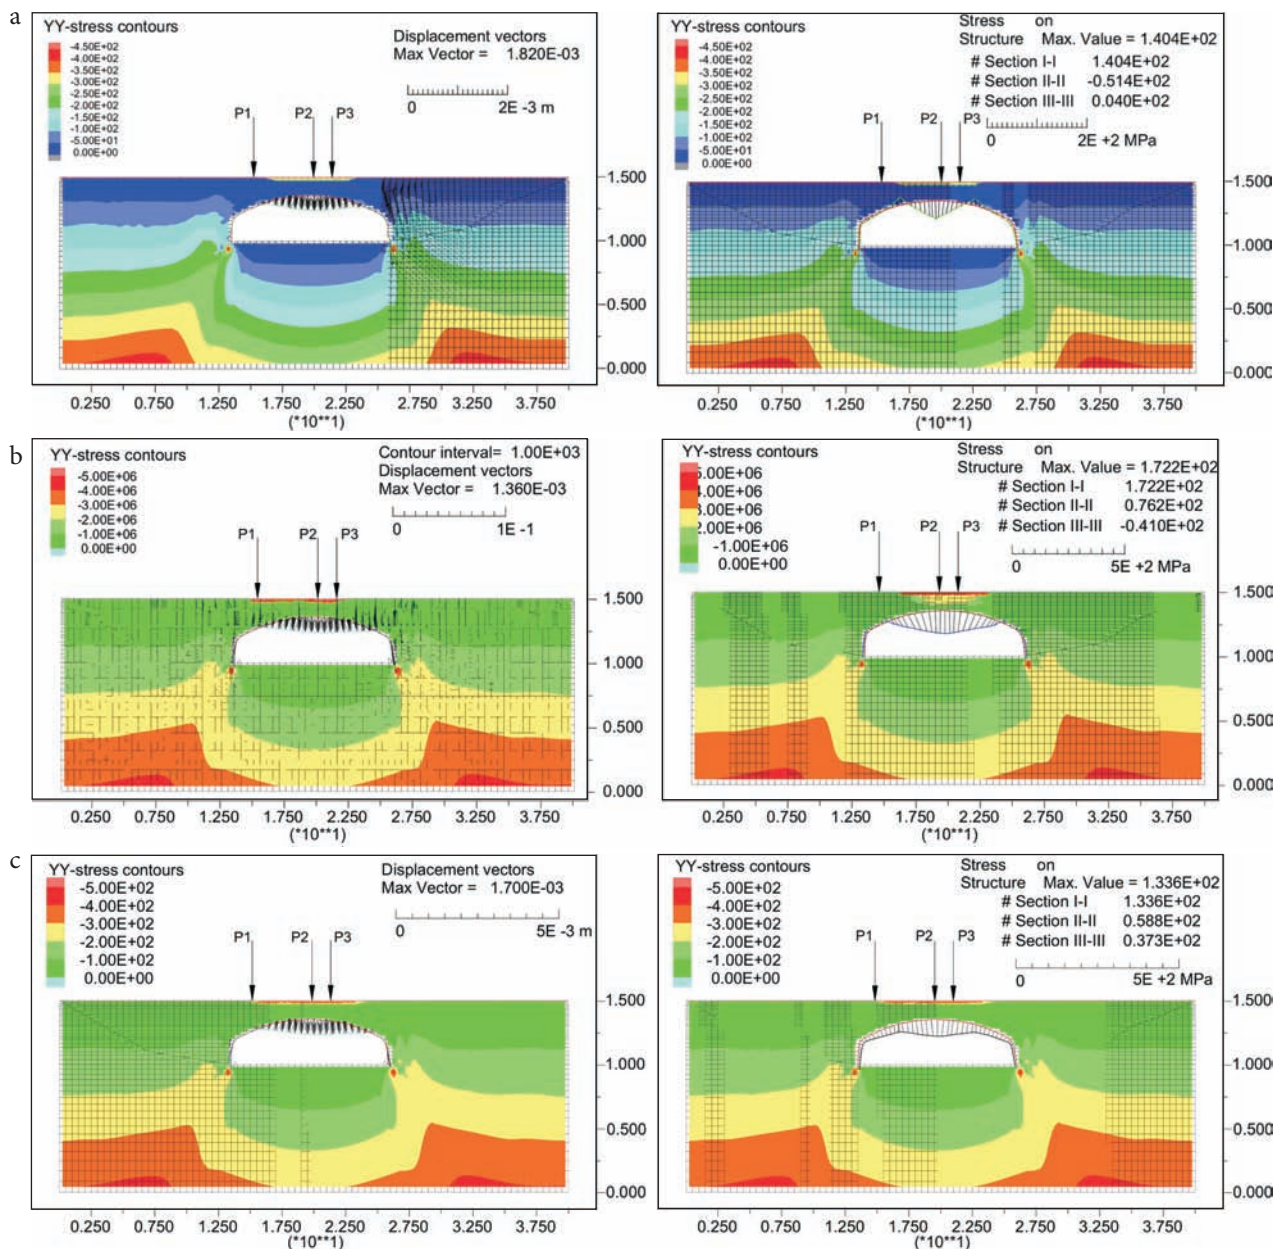 a
YY-stress contours
-4.50E+02
-4.00E+02
-3.50E+02
-3.00E+02
-2.50E+02
-2.00E+02
-1.50E+02
-1.00E+02
-5.00E+01
0.00E+00
Displacement vectors
Max Vector = 1.820E-03
0 2E -3 m
P1 P2 P3
1.500
1.000
0.500
0.000
0.250 0.750 1.250 1.750 2.250 2.750 3.250 3.750
(*10**1)
YY-stress contours
-4.50E+02
-4.00E+02
-3.50E+02
-3.00E+02
-2.50E+02
-2.00E+02
-1.50E+02
-1.00E+02
-5.00E+01
0.00E+00
Stress on
Structure Max. Value = 1.404E+02
# Section I-I 1.404E+02
# Section II-II -0.514E+02
# Section III-III 0.040E+02
0 2E +2 MPa
P1 P2 P3
1.500
1.000
0.500
0.000
0.250 0.750 1.250 1.750 2.250 2.750 3.250 3.750
(*10**1)
b
YY-stress contours
-5.00E+06
-4.00E+06
-3.00E+06
-2.00E+06
-1.00E+06
0.00E+00
Contour interval= 1.00E+03
Displacement vectors
Max Vector = 1.360E-03
0 1E -1
P1 P2 P3
1.500
1.000
0.500
0.000
0.250 0.750 1.250 1.750 2.250 2.750 3.250 3.750
(*10**1)
YY-stress contours
5.00E+06
4.00E+06
3.00E+06
2.00E+06
-1.00E+06
0.00E+00
Stress on
Structure Max. Value = 1.722E+02
# Section I-I 1.722E+02
# Section II-II 0.762E+02
# Section III-III -0.410E+02
0 5E +2 MPa
P1 P2 P3
1.500
1.000
0.500
0.000
0.250 0.750 1.250 1.750 2.250 2.750 3.250 3.750
(*10**1)
c
YY-stress contours
-5.00E+02
-4.00E+02
-3.00E+02
-2.00E+02
-1.00E+02
0.00E+00
Displacement vectors
Max Vector = 1.700E-03
0 5E -3 m
P1 P2 P3
1.500
1.000
0.500
0.000
0.250 0.750 1.250 1.750 2.250 2.750 3.250 3.750
(*10**1)
YY-stress contours
-5.00E+02
-4.00E+02
-3.00E+02
-2.00E+02
-1.00E+02
0.00E+00
Stress on
Structure Max. Value = 1.336E+02
# Section I-I 1.336E+02
# Section II-II 0.588E+02
# Section III-III 0.373E+02
0 5E +2 MPa
P1 P2 P3
1.500
1.000
0.500
0.000
0.250 0.750 1.250 1.750 2.250 2.750 3.250 3.750
(*10**1)